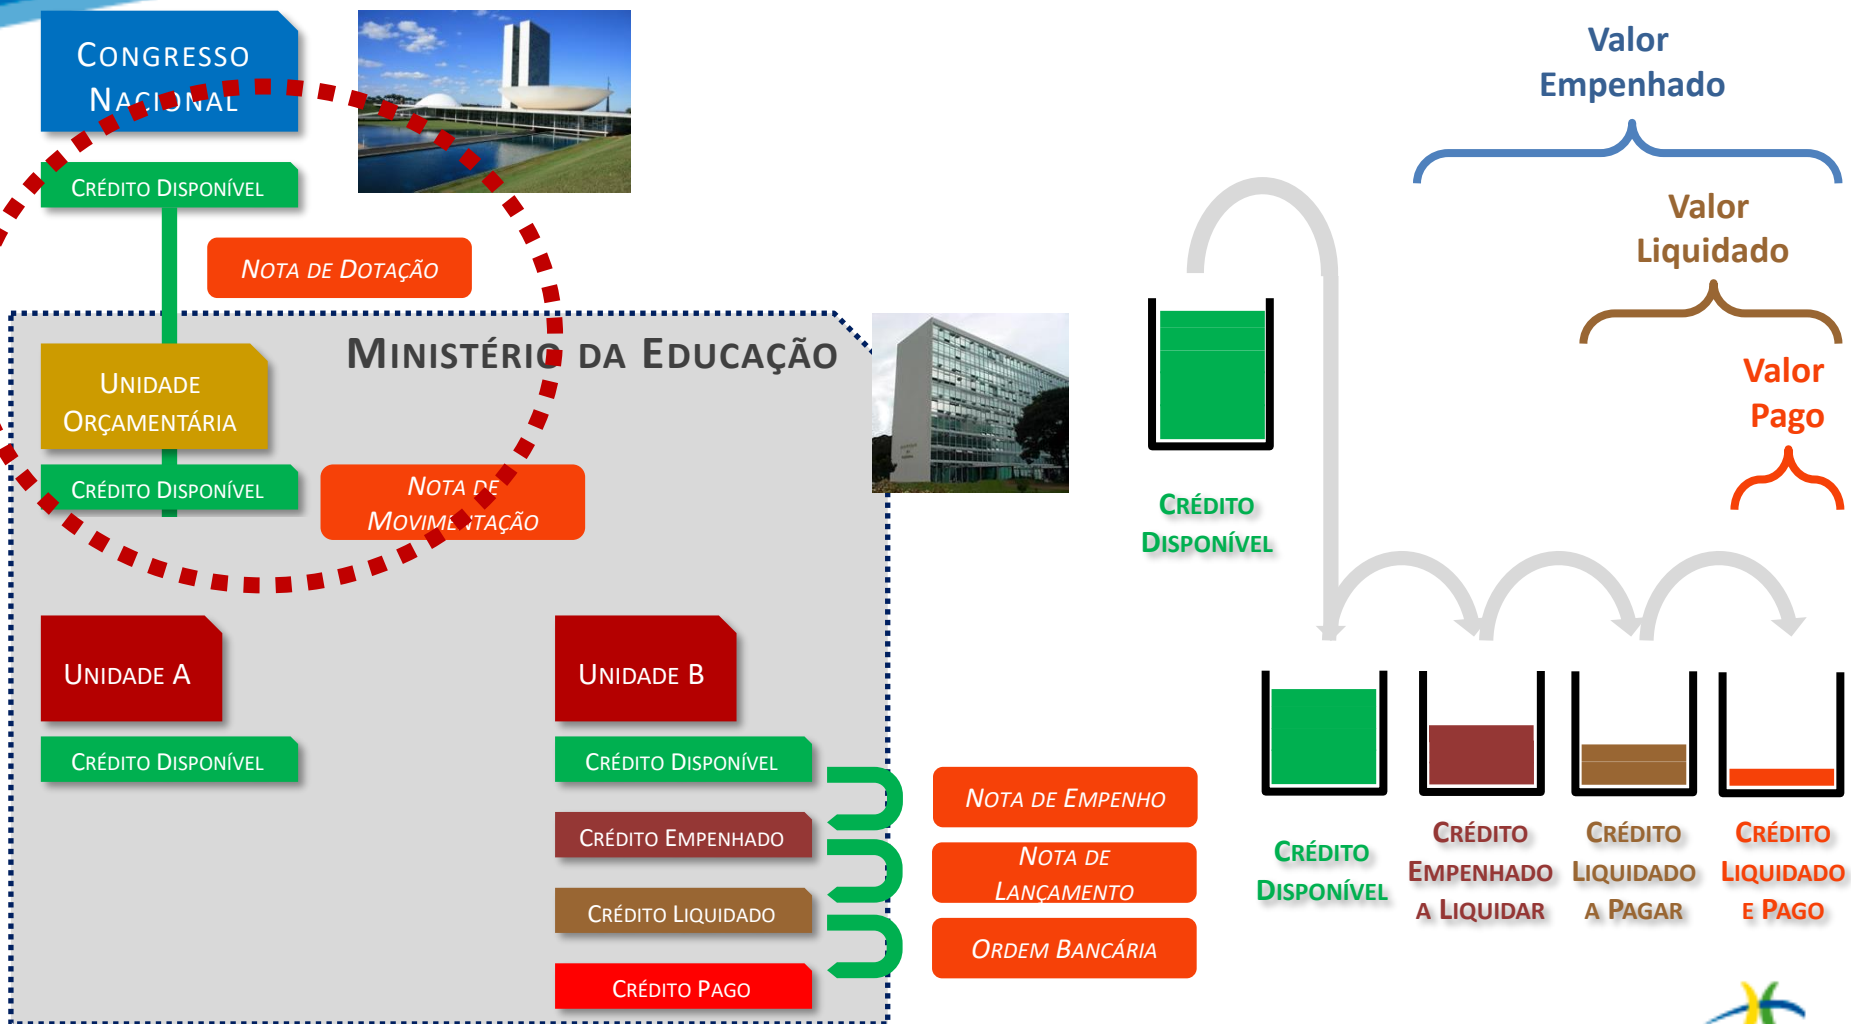 Congresso
Nacional
Crédito Disponível
Nota de Dotação
Ministério da Educação
Unidade
Orçamentária
Crédito Disponível
Nota de
Movimentação
Unidade A
Crédito Disponível
Unidade B
Crédito Disponível
Crédito Empenhado
Crédito Liquidado
Crédito Pago
Nota de Empenho
Nota de
Lançamento
Ordem Bancária
Valor
Empenhado
Valor
Liquidado
Valor
Pago
Crédito
Disponível
Crédito
Disponível
Crédito
Empenhado
a Liquidar
Crédito
Liquidado
a Pagar
Crédito
Liquidado
e Pago